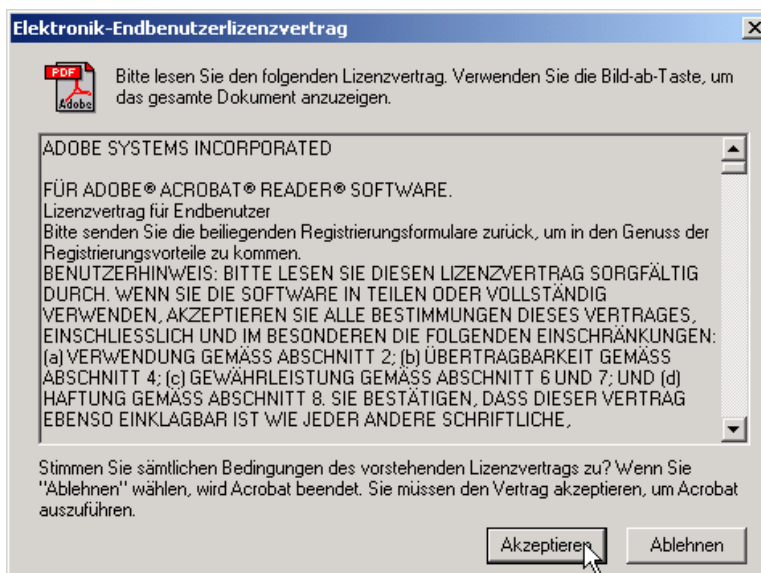 Elektronik-Endbenutzerlizenzvertrag
PDF
Adobe
Bitte lesen Sie den folgenden Lizenzvertrag. Verwenden Sie die Bild-ab-Taste, um
das gesamte Dokument anzuzeigen.
ADOBE SYSTEMS INCORPORATED
FÜR ADOBE® ACROBAT® READER® SOFTWARE.
Lizenzvertrag für Endbenutzer
Bitte senden Sie die beiliegenden Registrierungsformulare zurück, um in den Genuss der
Registrierungsvorteile zu kommen.
BENUTZERHINWEIS: BITTE LESEN SIE DIESEN LIZENZVERTRAG SORGFÄLTIG
DURCH. WENN SIE DIE SOFTWARE IN TEILEN ODER VOLLSTÄNDIG
VERWENDEN, AKZEPTIEREN SIE ALLE BESTIMMUNGEN DIESES VERTRAGES,
EINSCHLIESSLICH UND IM BESONDEREN DIE FOLGENDEN EINSCHRÄNKUNGEN:
(a) VERWENDUNG GEMÄSS ABSCHNITT 2; (b) ÜBERTRAGBARKEIT GEMÄSS
ABSCHNITT 4; (c) GEWÄHRLEISTUNG GEMÄSS ABSCHNITT 6 UND 7; UND (d)
HAFTUNG GEMÄSS ABSCHNITT 8. SIE BESTÄTIGEN, DASS DIESER VERTRAG
EBENSO EINKLAGBAR IST WIE JEDER ANDERE SCHRIFTLICHE,
Stimmen Sie sämtlichen Bedingungen des vorstehenden Lizenzvertrags zu? Wenn Sie
"Ablehnen" wählen, wird Acrobat beendet. Sie müssen den Vertrag akzeptieren, um Acrobat
auszuführen.
Akzeptieren
Ablehnen